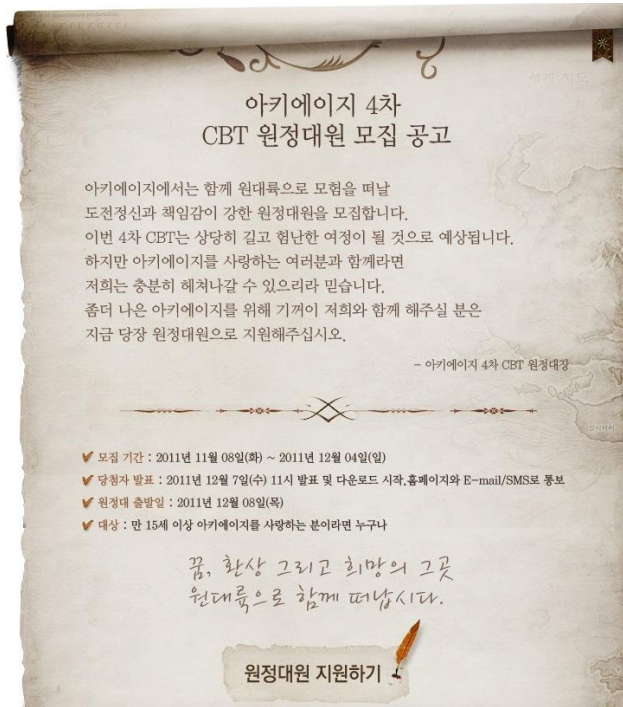 아키에이지 4차
CBT 원정대원 모집 공고
아키에이지에서는 함께 원대륙으로 모험을 떠날
도전정신과 책임감이 강한 원정대원을 모집합니다.
이번 4차 CBT는 상당히 길고 험난한 여정이 될 것으로 예상됩니다.
하지만 아키에이지를 사랑하는 여러분과 함께라면
저희는 충분히 헤쳐나갈 수 있으리라 믿습니다.
좀더 나은 아키에이지를 위해 기꺼이 저희와 함께 해주실 분은
지금 당장 원정대원으로 지원해주십시오.
- 아키에이지 4차 CBT 원정대장
모집 기간 : 2011년 11월 08일(화) ~ 2011년 12월 04일(일)
당첨자 발표 : 2011년 12월 7일(수) 11시 발표 및 다운로드 시작,홈페이지와 E-mail/SMS로 통보
원정대 출발일 : 2011년 12월 08일(목)
대상 : 만 15세 이상 아키에이지를 사랑하는 분이라면 누구나
꿈, 환상 그리고 희망의 그곳
원대륙으로 함께 떠납시다.
원정대원 지원하기